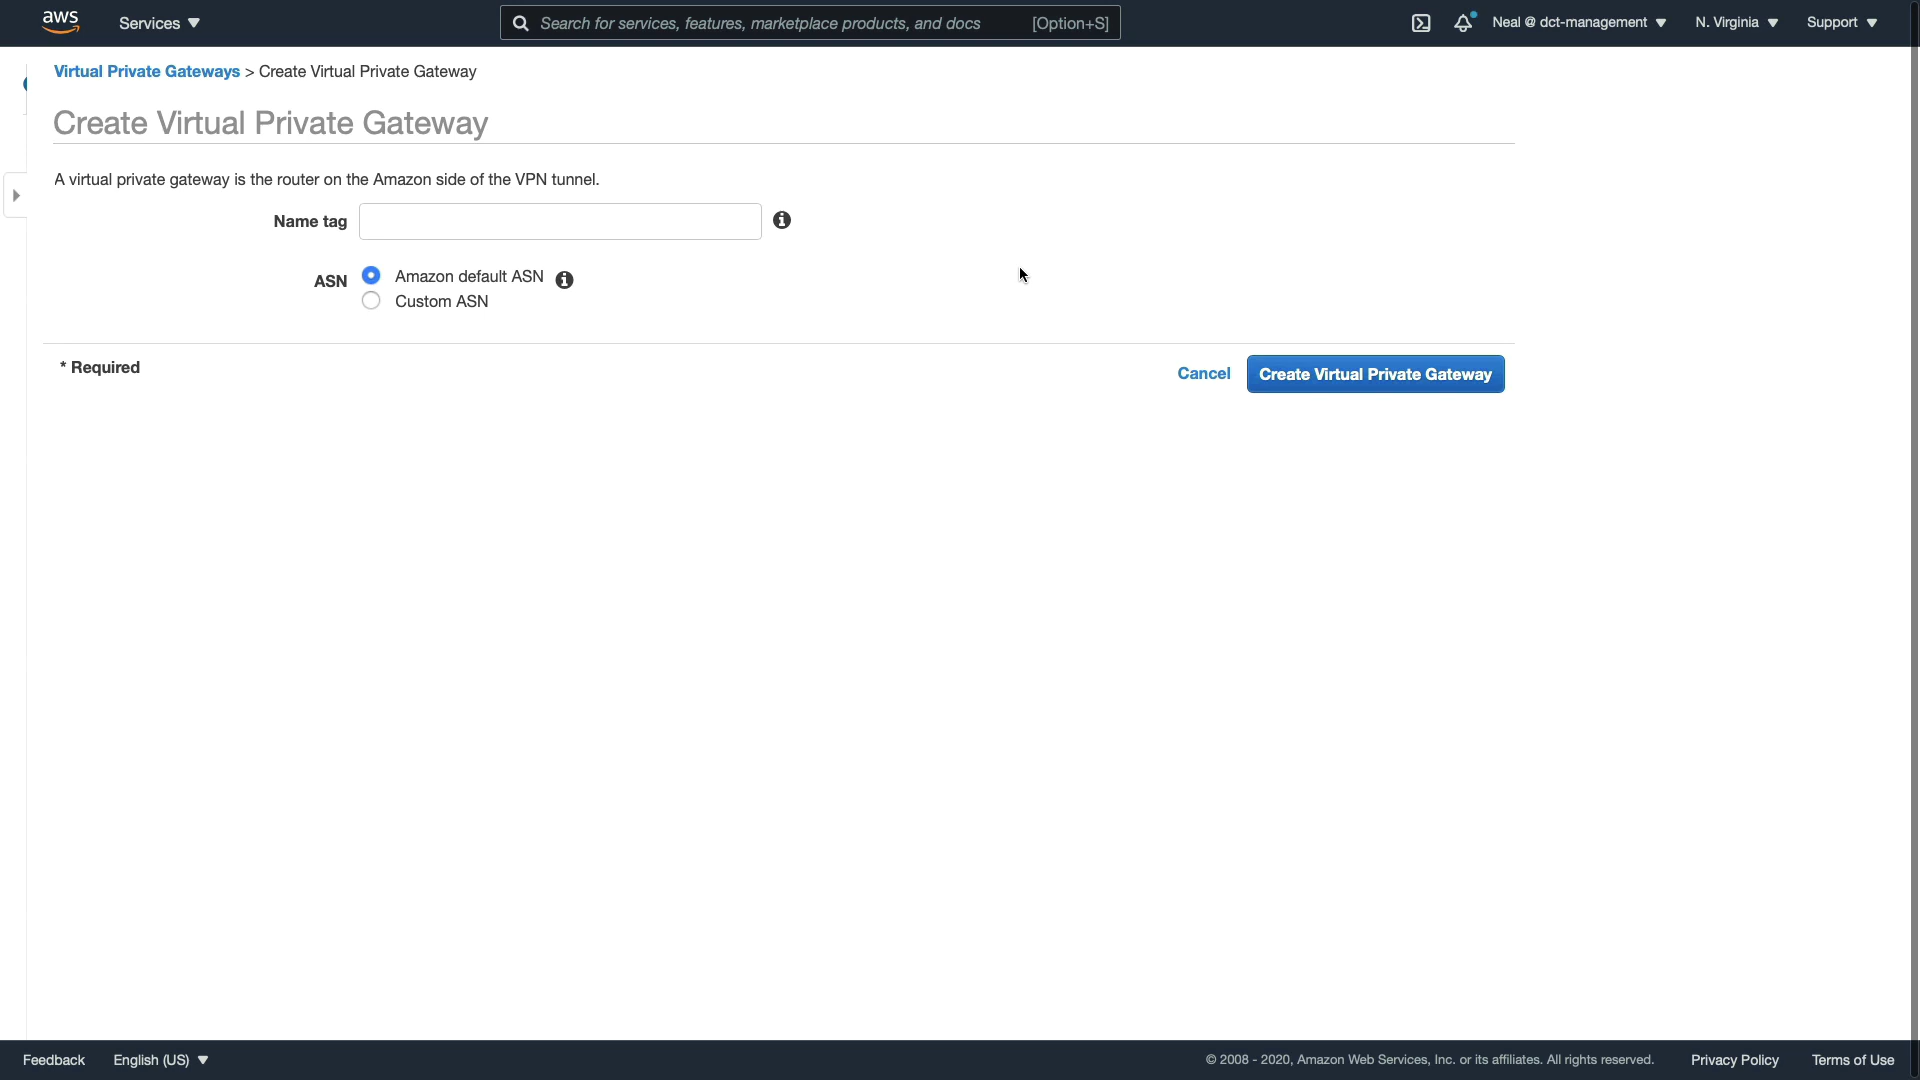 aws Services Search for services, features, marketplace products, and docs [Option+S] Neal @ dct-management N. Virginia Support
Virtual Private Gateways > Create Virtual Private Gateway
Create Virtual Private Gateway
A virtual private gateway is the router on the Amazon side of the VPN tunnel.
Name tag
ASN Amazon default ASN
Custom ASN
* Required
Cancel Create Virtual Private Gateway
Feedback English (US) © 2008 - 2020, Amazon Web Services, Inc. or its affiliates. All rights reserved. Privacy Policy Terms of Use